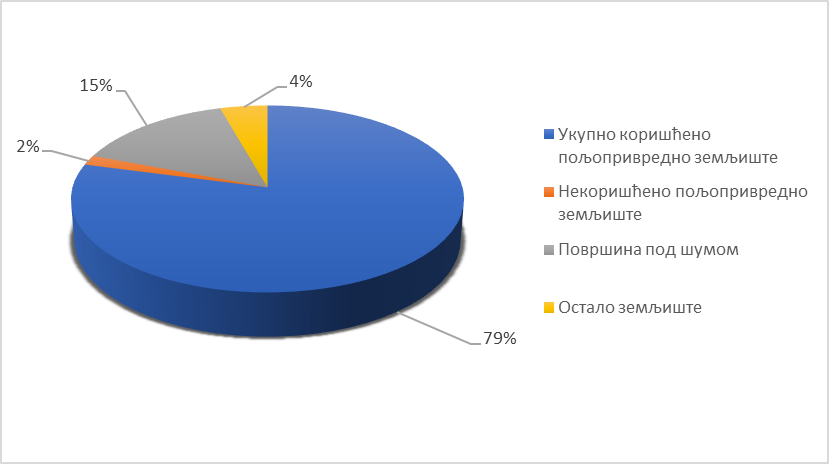 4%
15%
2%
79%
Укупно коришћено
пољопривредно земљиште
Некоришћено пољопривредно
земљиште
Површина под шумом
Остало земљиште